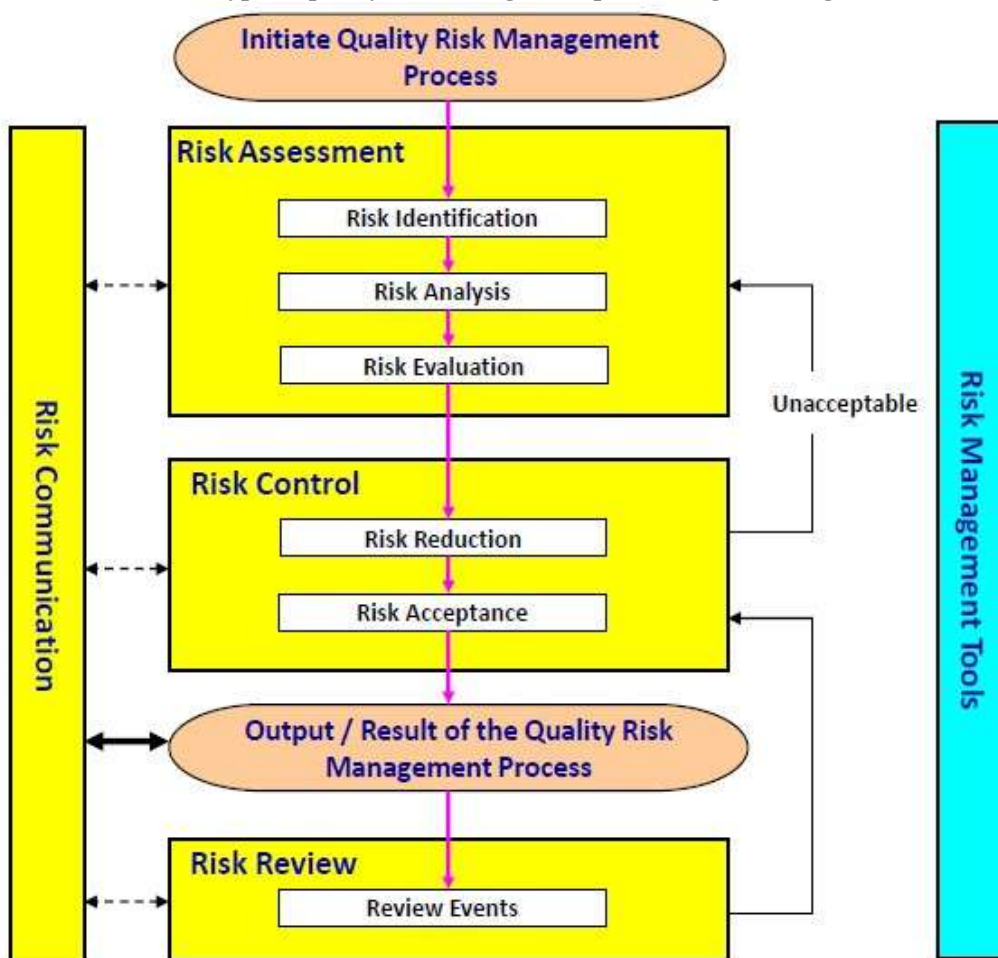 Initiate Quality Risk Management
Process
Risk Assessment
Risk Identification
Risk Analysis
Risk Evaluation
Unacceptable
Risk Control
Risk Reduction
Risk Acceptance
Output / Result of the Quality Risk
Management Process
Risk Review
Review Events
Risk Communication
Risk Management Tools